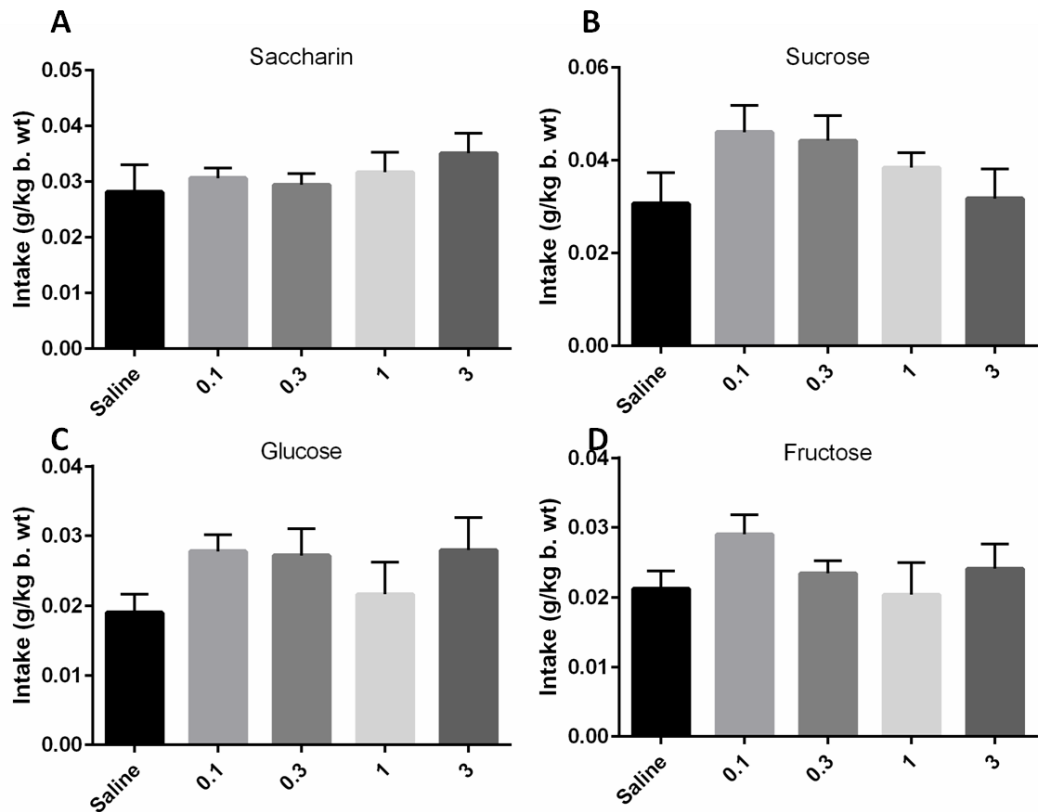 A
Saccharin
Intake (g/kg b. wt)
0.05
0.04
0.03
0.02
0.01
0.00
Saline
0.1
0.3
1
3
B
Sucrose
Intake (g/kg b. wt)
0.06
0.04
0.02
0.00
Saline
0.1
0.3
1
3
C
Glucose
Intake (g/kg b. wt)
0.04
0.03
0.02
0.01
0.00
Saline
0.1
0.3
1
3
D
Fructose
Intake (g/kg b. wt)
0.04
0.03
0.02
0.01
0.00
Saline
0.1
0.3
1
3